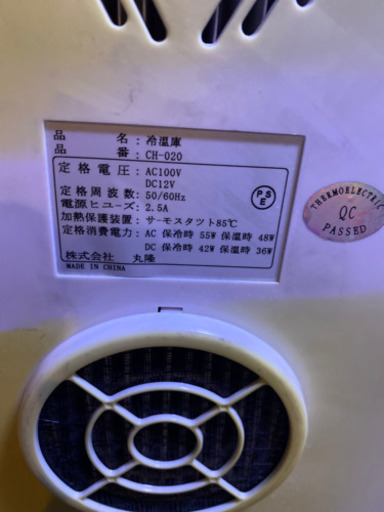 品　　名：冷温庫
品　　番：CH-020
定格電圧：AC100V
DC12V
定格周波数：50/60Hz
電源ヒューズ：2.5A
加熱保護装置：サーモスタツト85℃
定格消費電力：AC 保冷時 55W 保温時 48W
DC 保冷時 42W 保温時 36W
株式会社　丸隆
MADE IN CHINA
PSE
THERMOELECTRIC
QC
PASSED